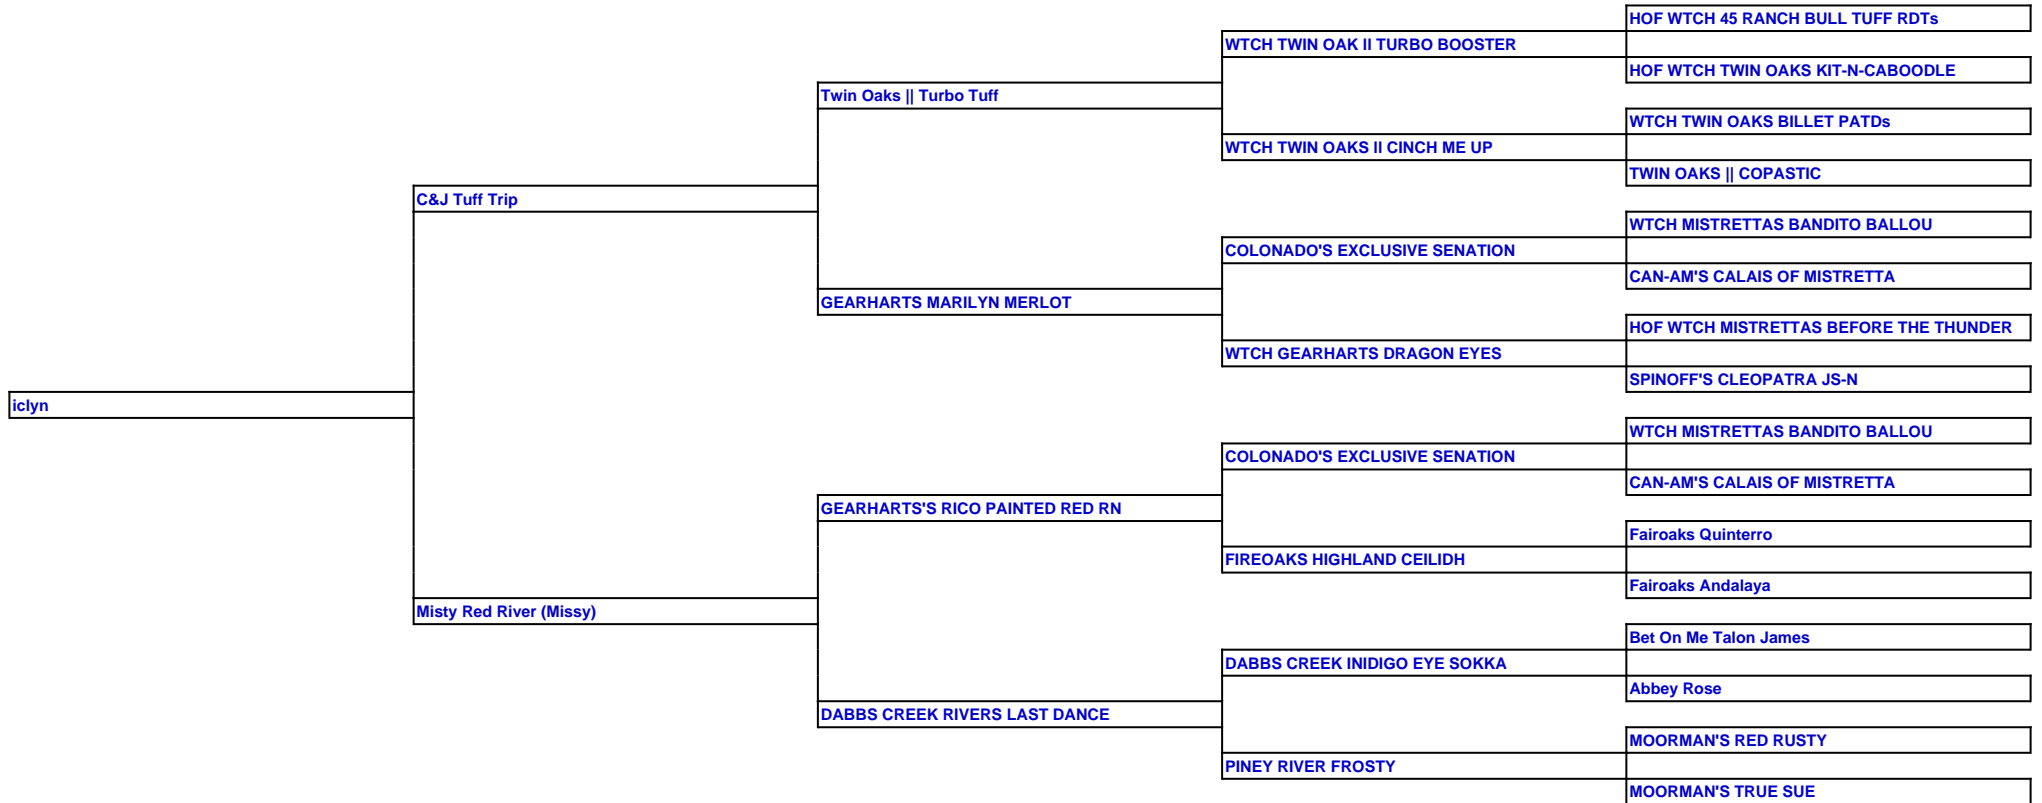 HOF WTCH 45 RANCH BULL TUFF RDTs
WTCH TWIN OAK II TURBO BOOSTER
HOF WTCH TWIN OAKS KIT-N-CABOODLE
Twin Oaks || Turbo Tuff
WTCH TWIN OAKS BILLET PATDs
WTCH TWIN OAKS II CINCH ME UP
TWIN OAKS || COPASTIC
C&J Tuff Trip
WTCH MISTRETTAS BANDITO BALLOU
COLONADO'S EXCLUSIVE SENATION
CAN-AM'S CALAIS OF MISTRETTA
GEARHARTS MARILYN MERLOT
HOF WTCH MISTRETTAS BEFORE THE THUNDER
WTCH GEARHARTS DRAGON EYES
SPINOFF'S CLEOPATRA JS-N
iclyn
WTCH MISTRETTAS BANDITO BALLOU
COLONADO'S EXCLUSIVE SENATION
CAN-AM'S CALAIS OF MISTRETTA
GEARHARTS'S RICO PAINTED RED RN
Fairoaks Quinterro
FIREOAKS HIGHLAND CEILIDH
Fairoaks Andalaya
Misty Red River (Missy)
Bet On Me Talon James
DABBS CREEK INIDIGO EYE SOKKA
Abbey Rose
DABBS CREEK RIVERS LAST DANCE
MOORMAN'S RED RUSTY
PINEY RIVER FROSTY
MOORMAN'S TRUE SUE